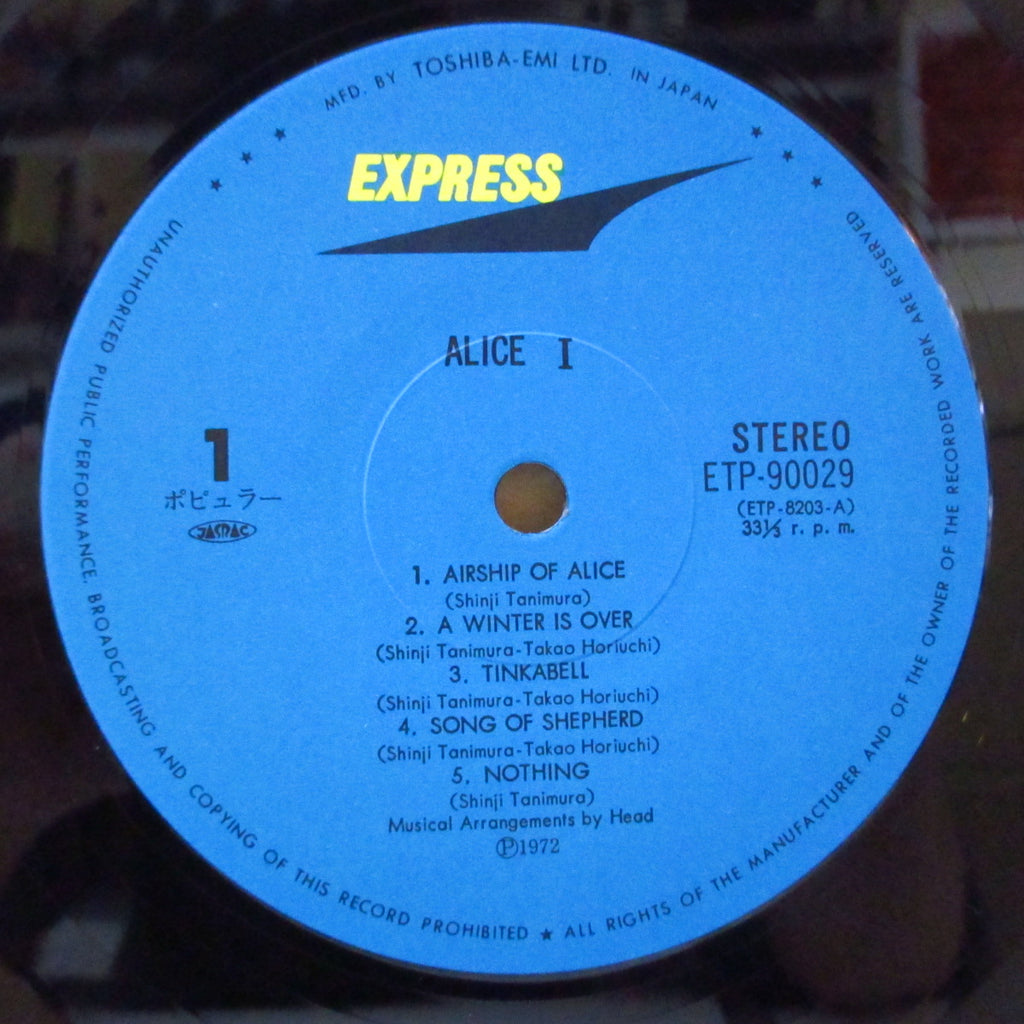 MFD. BY TOSHIBA-EMI LTD. IN JAPAN
EXPRESS
ALICE I
1
ポピュラー
JASRAC
STEREO
ETP-90029
(ETP-8203-A)
33⅓ r. p. m.
1. AIRSHIP OF ALICE
(Shinji Tanimura)
2. A WINTER IS OVER
(Shinji Tanimura-Takao Horiuchi)
3. TINKABELL
(Shinji Tanimura-Takao Horiuchi)
4. SONG OF SHEPHERD
(Shinji Tanimura-Takao Horiuchi)
5. NOTHING
(Shinji Tanimura)
Musical Arrangements by Head
Ⓟ1972
UNAUTHORIZED PUBLIC PERFORMANCE, BROADCASTING AND COPYING OF THIS RECORD PROHIBITED ★ ALL RIGHTS OF THE MANUFACTURER AND OF THE OWNER OF THE RECORDED WORK ARE RESERVED